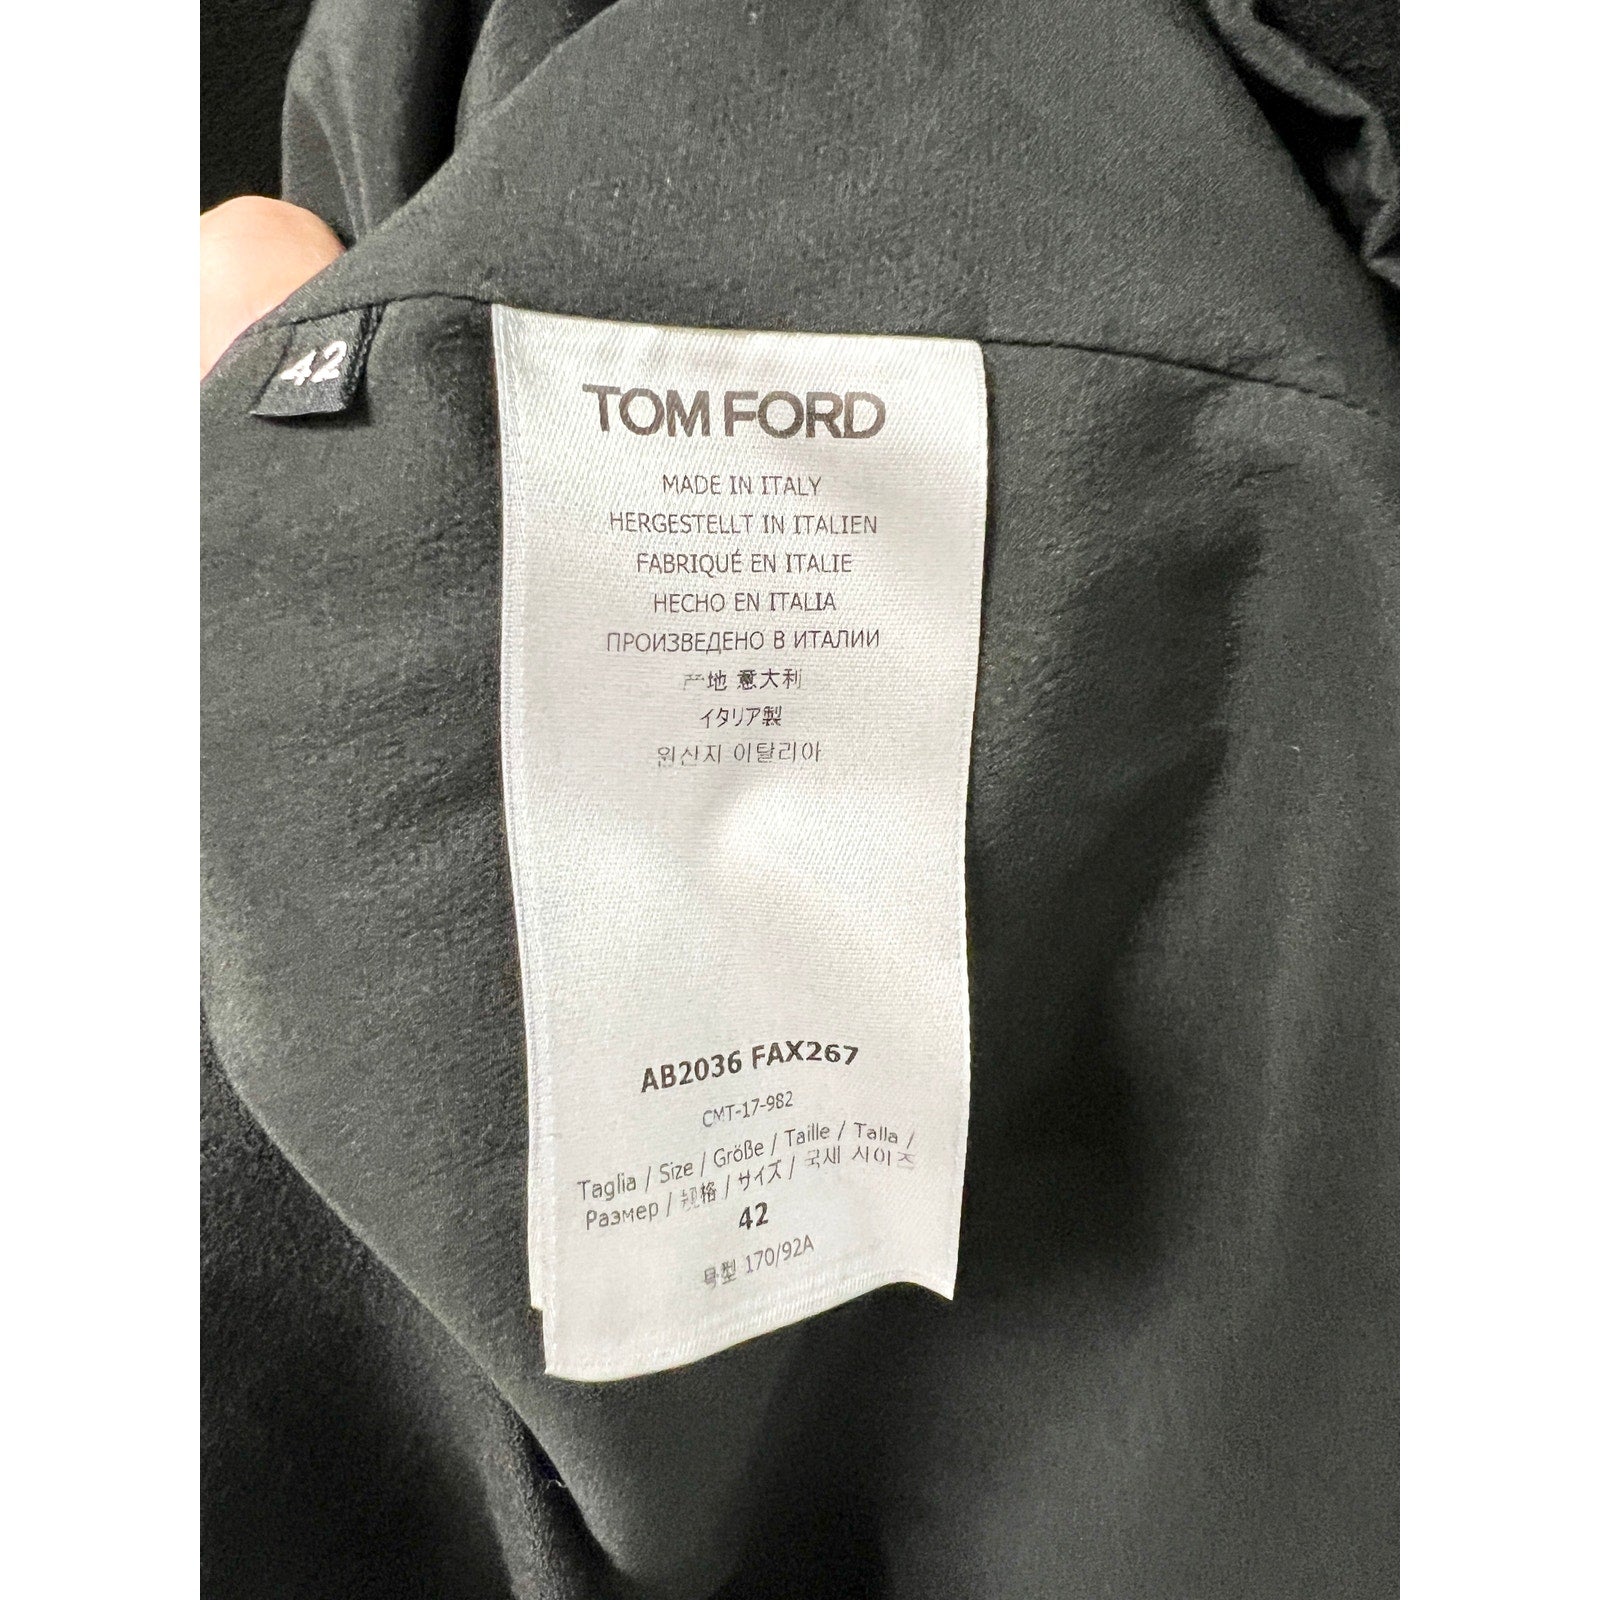 42
TOM FORD
MADE IN ITALY
HERGESTELLT IN ITALIEN
FABRIQUÉ EN ITALIE
HECHO EN ITALIA
ПРОИЗВЕДЕНО В ИТАЛИИ
产地 意大利
イタリア製
원산지 이탈리아
AB2036 FAX267
CMT-17-982
Taglia / Size / Größe / Taille / Talla /
Размер / 规格 / サイズ / 국새 사이즈
42
号型 170/92A